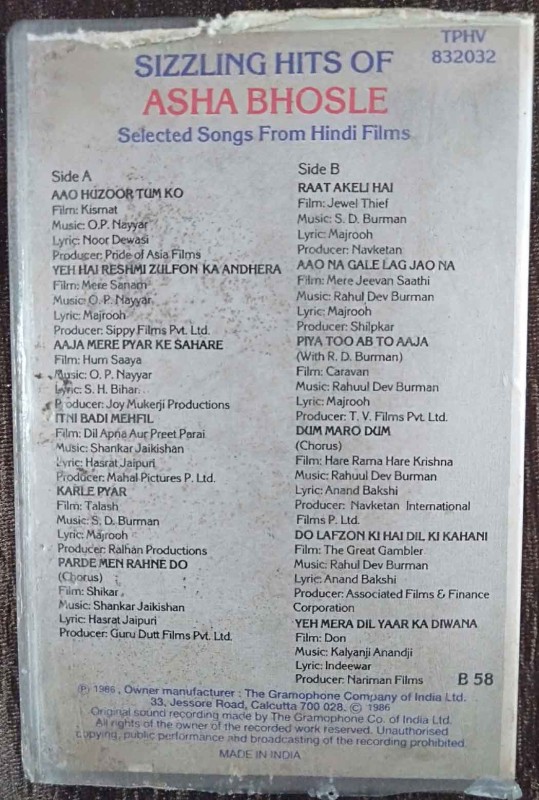 TPHV
832032
SIZZLING HITS OF
ASHA BHOSLE
Selected Songs From Hindi Films
Side A
AAO HUZOOR TUM KO
Film: Kismat
Music: O.P. Nayyar
Lyric: Noor Dewasi
Producer: Pride of Asia Films
YEH HAI RESHMI ZULFON KA ANDHERA
Film: Mere Sanam
Music: O. P. Nayyar
Lyric: Majrooh
Producer: Sippy Films Pvt. Ltd.
AAJA MERE PYAR KE SAHARE
Film: Hum Saaya
Music: O. P. Nayyar
Lyric: S. H. Bihar
Producer: Joy Mukerji Productions
ITNI BADI MEHFIL
Film: Dil Apna Aur Preet Parai
Music: Shankar Jaikishan
Lyric: Hasrat Jaipuri
Producer: Mahal Pictures P. Ltd.
KARLE PYAR
Film: Talash
Music: S. D. Burman
Lyric: Majrooh
Producer: Ralhan Productions
PARDE MEN RAHNE DO
(Chorus)
Film: Shikar
Music: Shankar Jaikishan
Lyric: Hasrat Jaipuri
Producer: Guru Dutt Films Pvt. Ltd.
Side B
RAAT AKELI HAI
Film: Jewel Thief
Music: S. D. Burman
Lyric: Majrooh
Producer: Navketan
AAO NA GALE LAG JAO NA
Film: Mere Jeevan Saathi
Music: Rahul Dev Burman
Lyric: Majrooh
Producer: Shilpkar
PIYA TOO AB TO AAJA
(With R. D. Burman)
Film: Caravan
Music: Rahuul Dev Burman
Lyric: Majrooh
Producer: T. V. Films Pvt. Ltd.
DUM MARO DUM
(Chorus)
Film: Hare Rama Hare Krishna
Music: Rahuul Dev Burman
Lyric: Anand Bakshi
Producer: Navketan International
Films P. Ltd.
DO LAFZON KI HAI DIL KI KAHANI
Film: The Great Gambler
Music: Rahul Dev Burman
Lyric: Anand Bakshi
Producer: Associated Films & Finance
Corporation
YEH MERA DIL YAAR KA DIWANA
Film: Don
Music: Kalyanji Anandji
Lyric: Indeewar
Producer: Nariman Films
B 58
℗ 1986, Owner manufacturer : The Gramophone Company of India Ltd.
33, Jessore Road, Calcutta 700 028. © 1986
Original sound recording made by The Gramophone Co. of India Ltd.
All rights of the owner of the recorded work reserved. Unauthorised
copying, public performance and broadcasting of the recording prohibited.
MADE IN INDIA